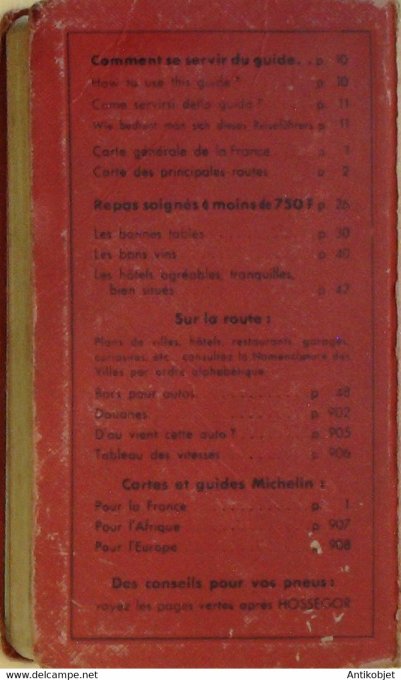 Comment se servir du guide. . p. 10
How to use this guide ? p. 10
Come servirsi della guida ? p. 11
Wie bedient man sich dieses Reiseführers p. 11
Carte générale de la France p. 1
Carte des principales routes p. 2
Repas soignés à moins de 750 F p. 26
Les bonnes tables p. 30
Les bons vins p. 40
Les hôtels agréables, tranquilles,
bien situés p. 42
Sur la route :
Plans de villes, hôtels, restaurants, garages,
curiosités, etc., consultez la Nomenclature des
Villes par ordre alphabétique.
Bacs pour autos p. 48
Douanes. p. 902
D'où vient cette auto ? p. 905
Tableau des vitesses p. 906
Cartes et guides Michelin :
Pour la France p. 1
Pour l'Afrique p. 907
Pour l'Europe p. 908
Des conseils pour vos pneus :
voyez les pages vertes après HOSSEGOR
Antikobjet sur Delcampe.net